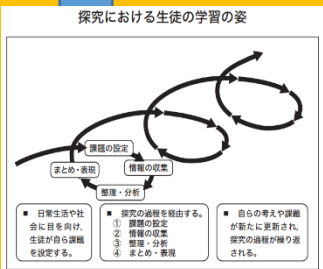 探究における生徒の学習の姿
課題の設定
情報の収集
まとめ・表現
整理・分析
■ 日常生活や社
会に目を向け、
生徒が自ら課題
を設定する。
■ 探究の過程を経由する。
① 課題の設定
② 情報の収集
③ 整理・分析
④ まとめ・表現
■ 自らの考えや課題
が新たに更新され、
探究の過程が繰り返
される。